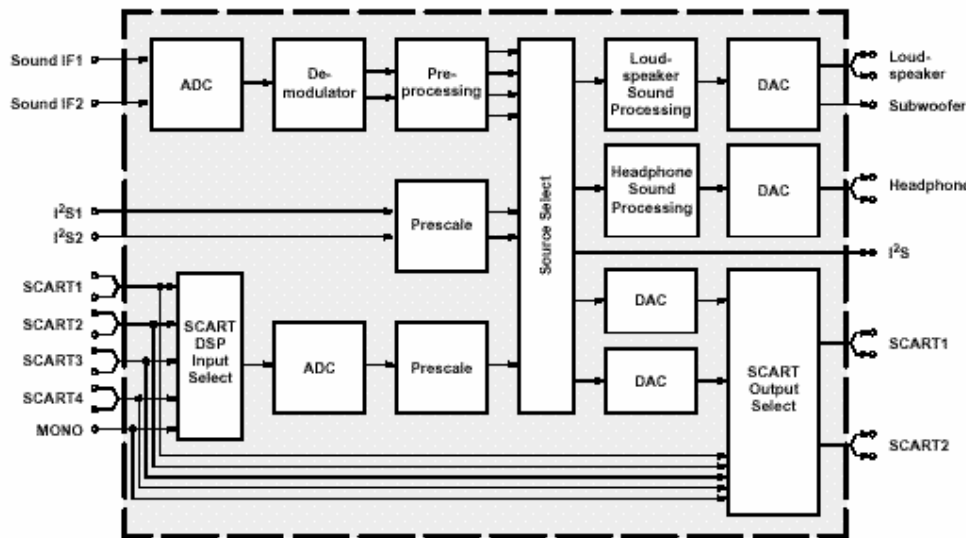 Sound IF1
Sound IF2
ADC
De-
modulator
Pre-
processing
Loud-
speaker
Sound
Processing
DAC
Loud-
speaker
Subwoofer
Headphone
Sound
Processing
DAC
Headphone
I²S1
I²S2
Prescale
Source Select
I²S
SCART1
SCART2
SCART3
SCART4
MONO
SCART
DSP
Input
Select
ADC
Prescale
DAC
DAC
SCART
Output
Select
SCART1
SCART2